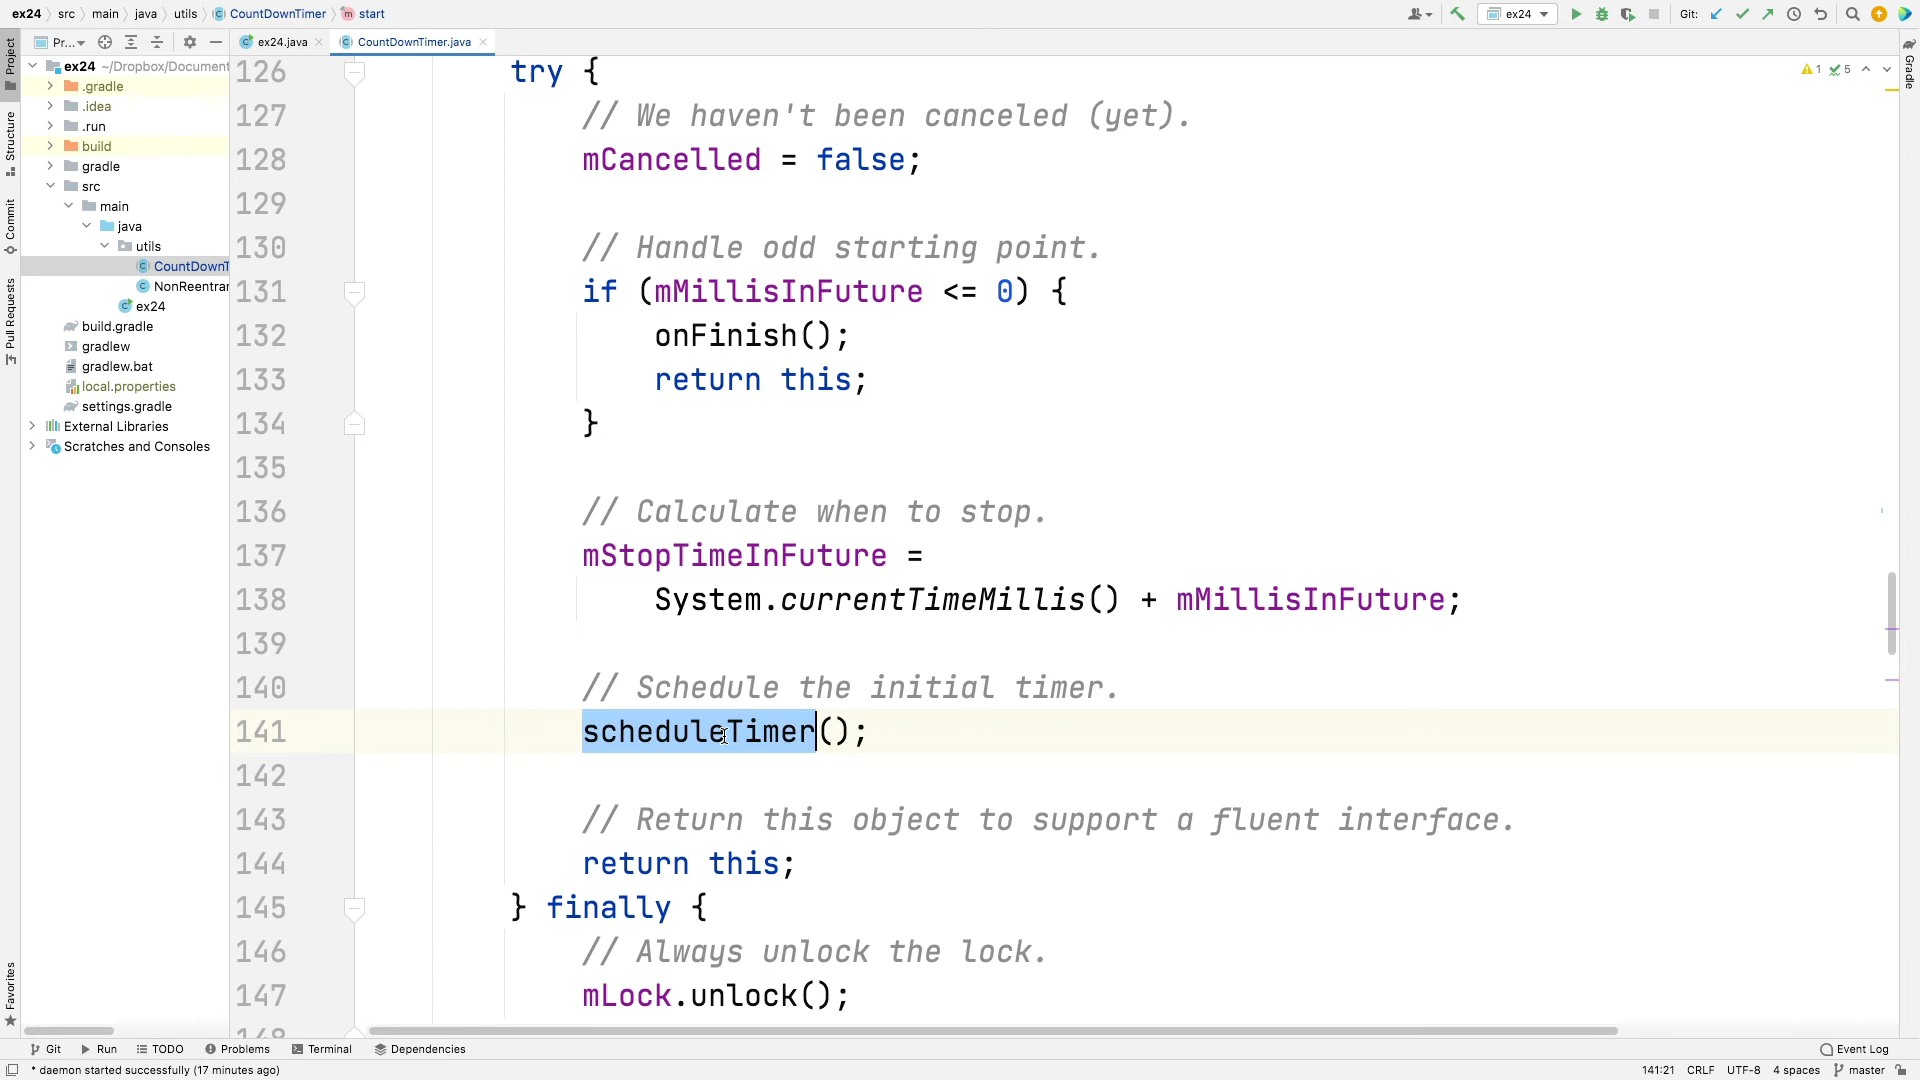 ex24 src main java utils CountDownTimer start
ex24
Git:
Pr...
ex24.java
CountDownTimer.java
Project
Structure
Commit
Pull Requests
Favorites
Gradle
ex24 ~/Dropbox/Document
.gradle
.idea
.run
build
gradle
src
main
java
utils
CountDownT
NonReentra
ex24
build.gradle
gradlew
gradlew.bat
local.properties
settings.gradle
External Libraries
Scratches and Consoles
1 5
126 try {
127 // We haven't been canceled (yet).
128 mCancelled = false;
129
130 // Handle odd starting point.
131 if (mMillisInFuture <= 0) {
132 onFinish();
133 return this;
134 }
135
136 // Calculate when to stop.
137 mStopTimeInFuture =
138 System.currentTimeMillis() + mMillisInFuture;
139
140 // Schedule the initial timer.
141 scheduleTimer();
142
143 // Return this object to support a fluent interface.
144 return this;
145 } finally {
146 // Always unlock the lock.
147 mLock.unlock();
148
Git Run TODO Problems Terminal Dependencies Event Log
* daemon started successfully (17 minutes ago) 141:21 CRLF UTF-8 4 spaces master